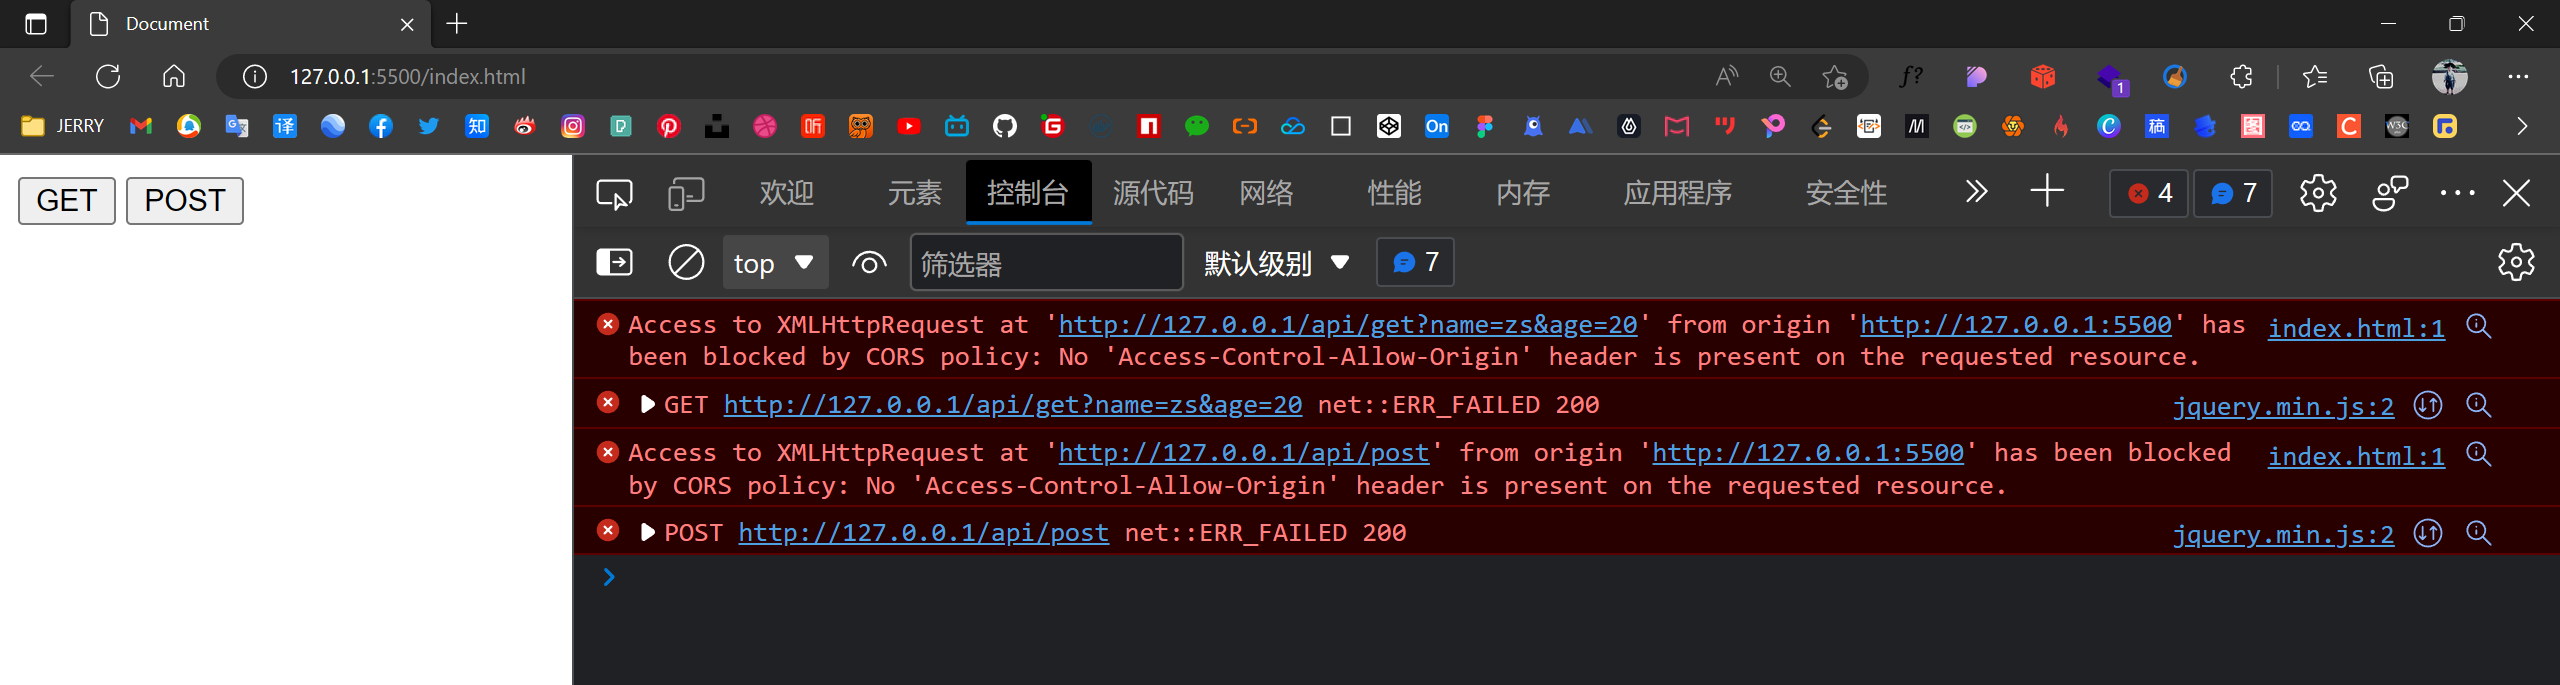 Document
127.0.0.1:5500/index.html
1
JERRY
译
知
听
On
稿
图
CO
C
W3C
GET
POST
欢迎
元素
控制台
源代码
网络
性能
内存
应用程序
安全性
4
7
top
筛选器
默认级别
7
Access to XMLHttpRequest at 'http://127.0.0.1/api/get?name=zs&age=20' from origin 'http://127.0.0.1:5500' has index.html:1
been blocked by CORS policy: No 'Access-Control-Allow-Origin' header is present on the requested resource.
GET http://127.0.0.1/api/get?name=zs&age=20 net::ERR_FAILED 200 jquery.min.js:2
Access to XMLHttpRequest at 'http://127.0.0.1/api/post' from origin 'http://127.0.0.1:5500' has been blocked index.html:1
by CORS policy: No 'Access-Control-Allow-Origin' header is present on the requested resource.
POST http://127.0.0.1/api/post net::ERR_FAILED 200 jquery.min.js:2